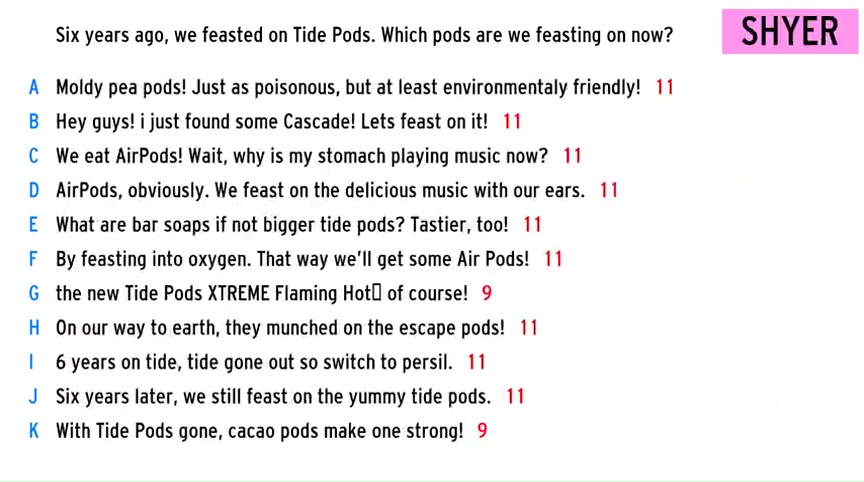 Six years ago, we feasted on Tide Pods. Which pods are we feasting on now?
SHYER
A Moldy pea pods! Just as poisonous, but at least environmentaly friendly! 11
B Hey guys! i just found some Cascade! Lets feast on it! 11
C We eat AirPods! Wait, why is my stomach playing music now? 11
D AirPods, obviously. We feast on the delicious music with our ears. 11
E What are bar soaps if not bigger tide pods? Tastier, too! 11
F By feasting into oxygen. That way we'll get some Air Pods! 11
G the new Tide Pods XTREME Flaming Hot▯ of course! 9
H On our way to earth, they munched on the escape pods! 11
I 6 years on tide, tide gone out so switch to persil. 11
J Six years later, we still feast on the yummy tide pods. 11
K With Tide Pods gone, cacao pods make one strong! 9